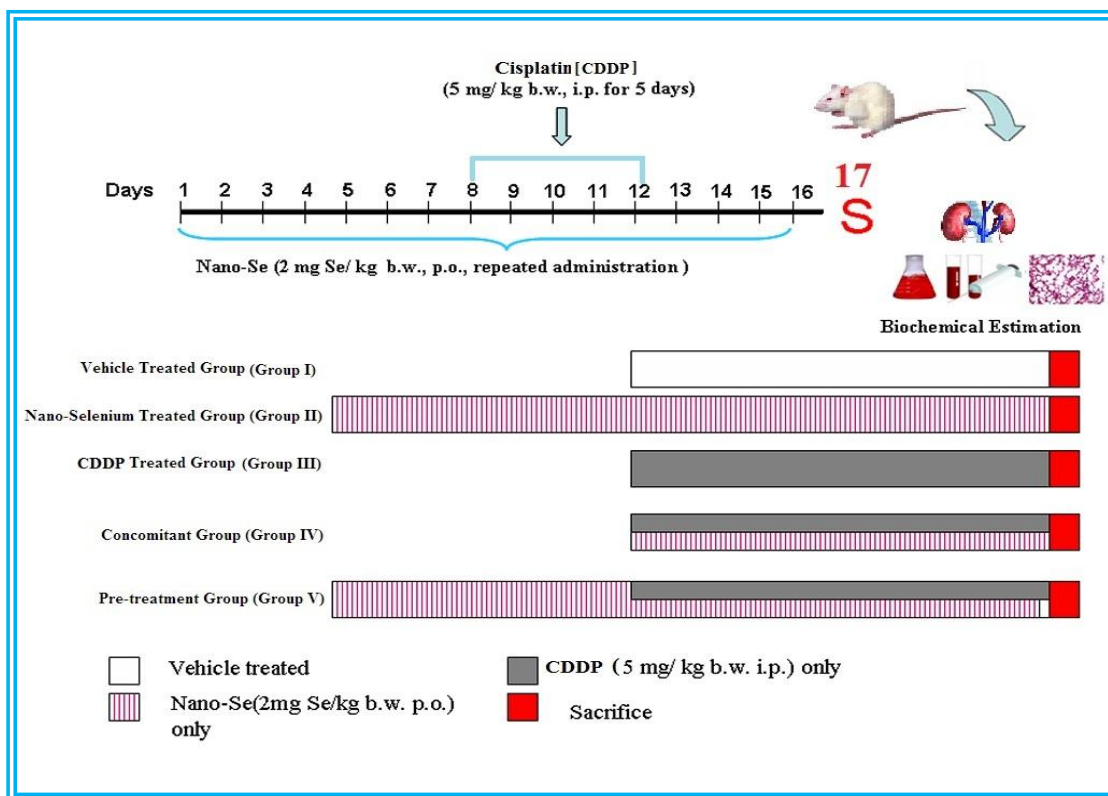 Cisplatin[CDDP]
(5 mg/ kg b.w., i.p. for 5 days)
Days 1 2 3 4 5 6 7 8 9 10 11 12 13 14 15 16
17
S
Nano-Se (2 mg Se/ kg b.w., p.o., repeated administration )
Biochemical Estimation
Vehicle Treated Group (Group I)
Nano-Selenium Treated Group (Group II)
CDDP Treated Group (Group III)
Concomitant Group (Group IV)
Pre-treatment Group (Group V)
Vehicle treated
CDDP ( 5 mg/ kg b.w. i.p.) only
Nano-Se(2mg Se/kg b.w. p.o.)
only
Sacrifice